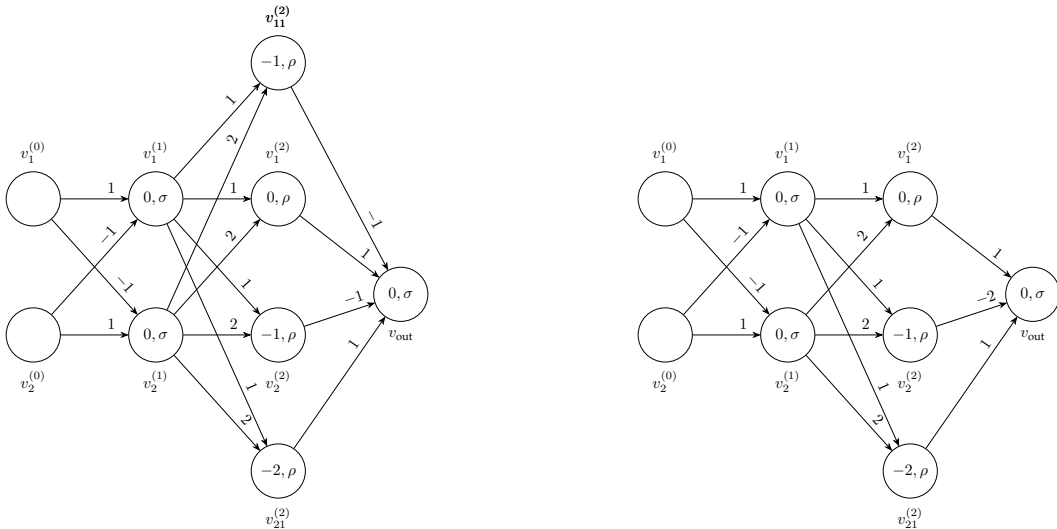 v_{11}^{(2)}
−1, ρ
1
2
−1
v_1^{(0)}
v_1^{(1)}
v_1^{(2)}
1
0, σ
1
0, ρ
−1
2
1
−1
1
−1
0, σ
v_out
1
0, σ
2
−1, ρ
v_2^{(0)}
v_2^{(1)}
v_2^{(2)}
1
2
1
−2, ρ
v_{21}^{(2)}
v_1^{(0)}
v_1^{(1)}
v_1^{(2)}
1
0, σ
1
0, ρ
−1
2
1
−1
1
−2
0, σ
v_out
1
0, σ
2
−1, ρ
v_2^{(0)}
v_2^{(1)}
v_2^{(2)}
1
2
1
−2, ρ
v_{21}^{(2)}